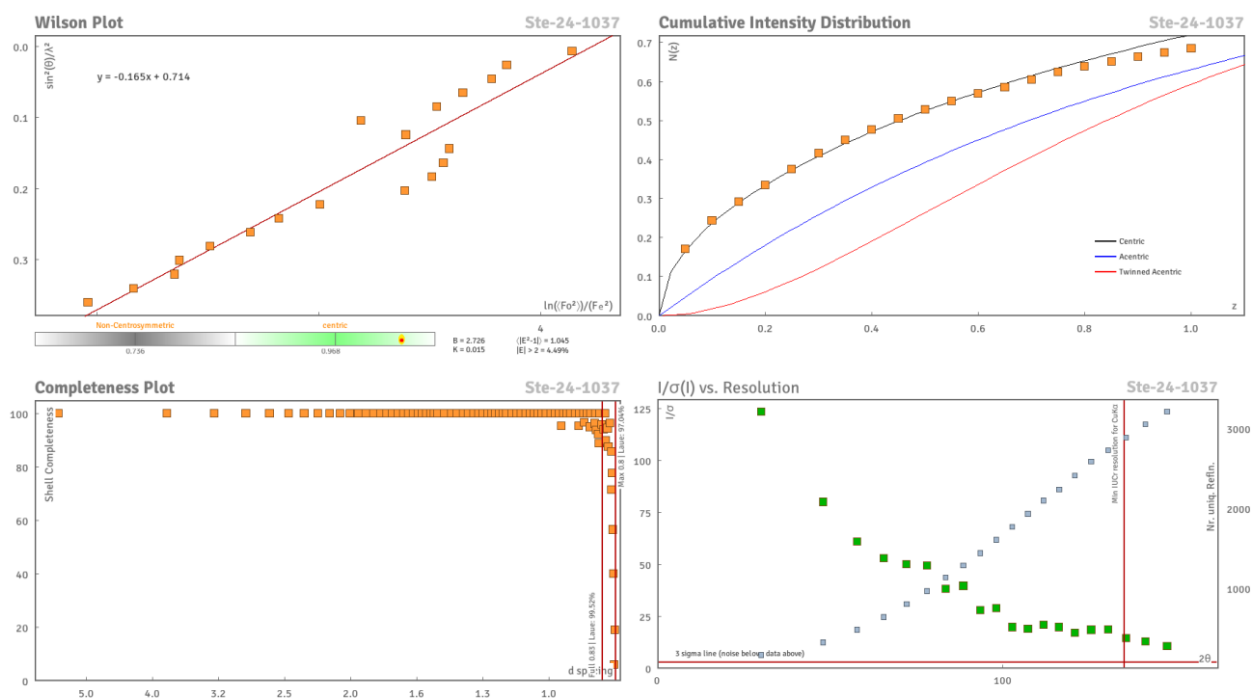 Wilson Plot
Ste-24-1037
sin²(θ)/λ²
0.0
0.1
0.2
0.3
y = -0.165x + 0.714
ln(⟨Fo²⟩)/(Fe²)
4
Non-Centrosymmetric
centric
0.736
0.968
B = 2.726
K = 0.015
⟨|E²-1|⟩ = 1.045
|E| > 2 = 4.49%
Cumulative Intensity Distribution
Ste-24-1037
N(z)
0.7
0.6
0.5
0.4
0.3
0.2
0.1
0.0
Centric
Acentric
Twinned Acentric
z
0.0
0.2
0.4
0.6
0.8
1.0
Completeness Plot
Ste-24-1037
Shell Completeness
100
80
60
40
20
0
Full 0.83 | Laue: 99.52%
Max 0.8 | Laue: 97.04%
5.0
4.0
3.2
2.5
2.0
1.6
1.3
1.0
I/σ(I) vs. Resolution
Ste-24-1037
I/σ
125
100
75
50
25
0
3 sigma line (noise below, data above)
Min IUCr resolution for CuKα
Nr. uniq. Refln.
3000
2000
1000
2θ
100